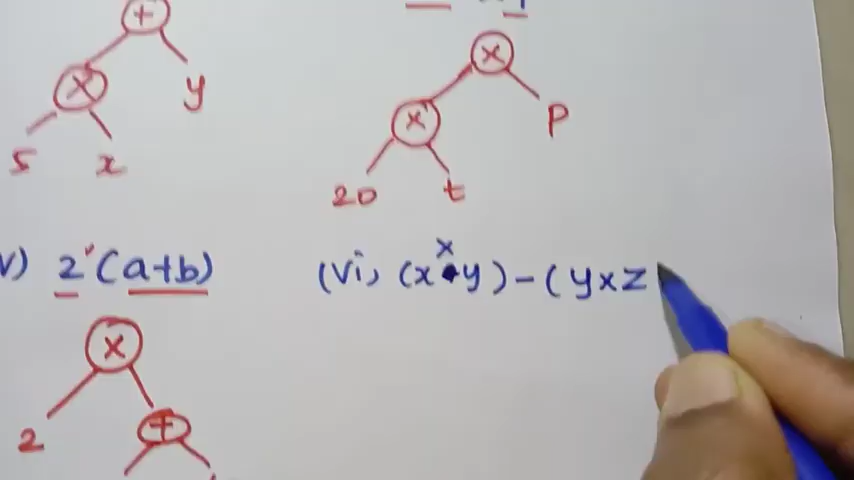 +
× y
5 x
×
× p
20 t
v) 2 (a+b)
(vi) (x × y) - (y × z
×
2 +